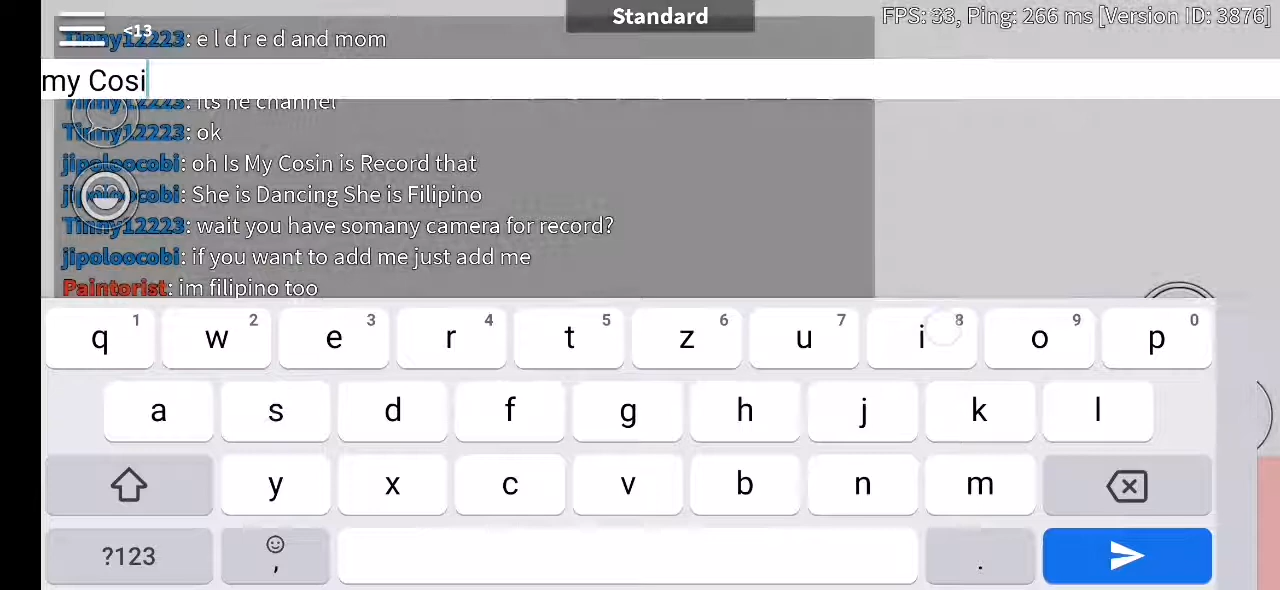 Standard
FPS: 33, Ping: 266 ms [Version ID: 3876]
<13
Tinny12223: e l d r e d and mom
my Cosi
Tinny12223: its he channel
Tinny12223: ok
jipoloocobi: oh Is My Cosin is Record that
jipoloocobi: She is Dancing She is Filipino
Tinny12223: wait you have somany camera for record?
jipoloocobi: if you want to add me just add me
Paintorist: im filipino too
q 1 w 2 e 3 r 4 t 5 z 6 u 7 i 8 o 9 p 0
a s d f g h j k l
y x c v b n m
?123 , .